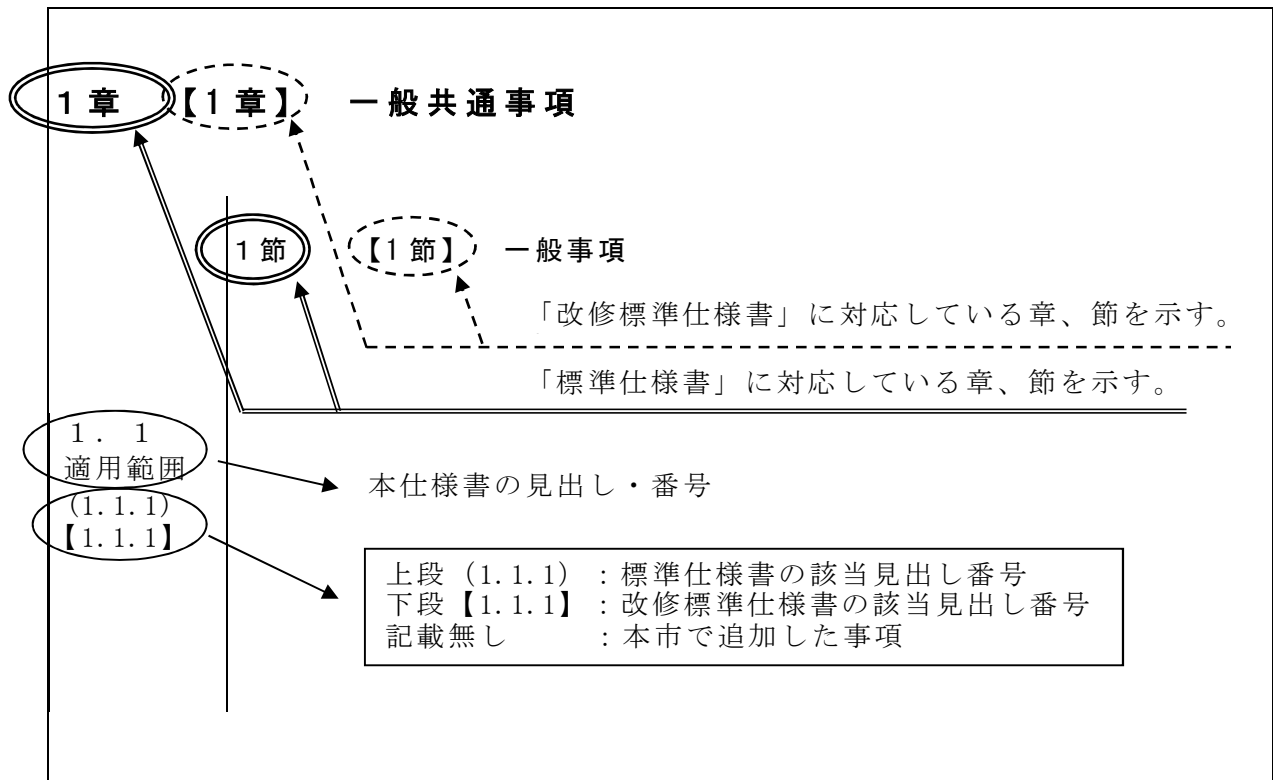 1章 【1章】 一般共通事項
1節 【1節】 一般事項
「改修標準仕様書」に対応している章、節を示す。
「標準仕様書」に対応している章、節を示す。
1. 1
適用範囲
(1.1.1)
【1.1.1】
本仕様書の見出し・番号
上段 (1.1.1) :標準仕様書の該当見出し番号
下段【1.1.1】:改修標準仕様書の該当見出し番号
記載無し :本市で追加した事項